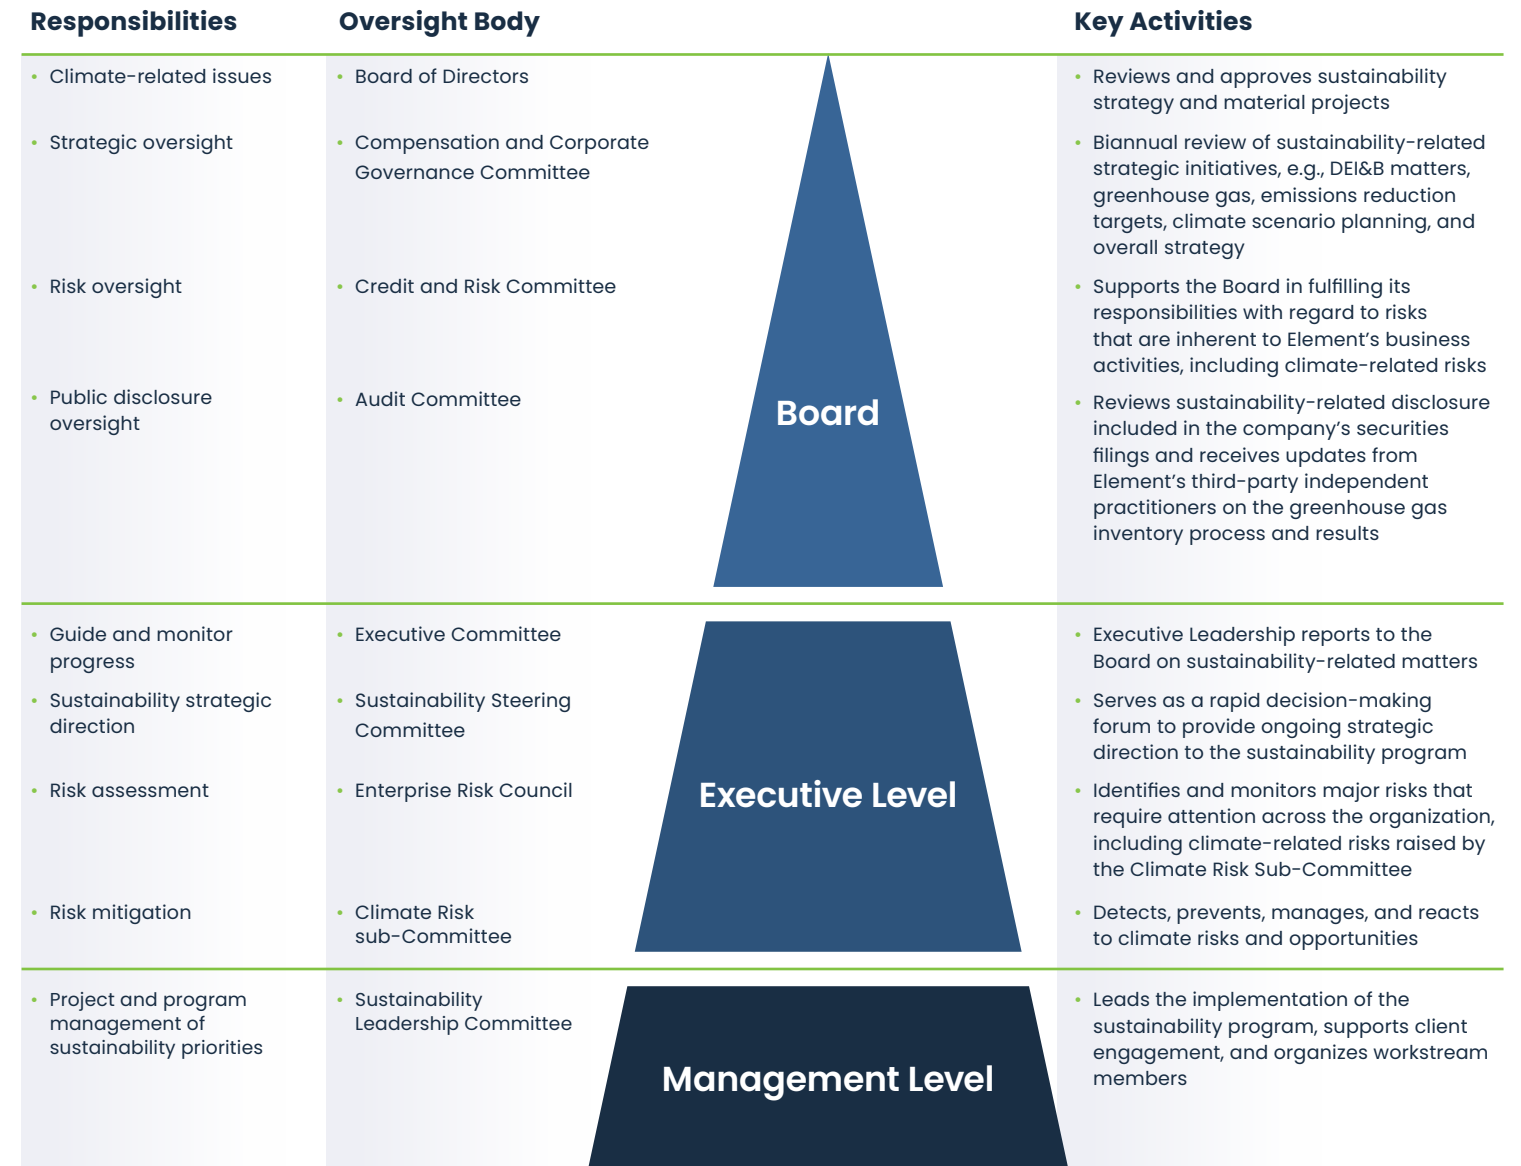 Responsibilities
Oversight Body
Key Activities
• Climate-related issues
• Board of Directors
• Reviews and approves sustainability
strategy and material projects
• Strategic oversight
• Compensation and Corporate
Governance Committee
• Biannual review of sustainability-related
strategic initiatives, e.g., DEI&B matters,
greenhouse gas, emissions reduction
targets, climate scenario planning, and
overall strategy
• Risk oversight
• Credit and Risk Committee
• Supports the Board in fulfilling its
responsibilities with regard to risks
that are inherent to Element’s business
activities, including climate-related risks
• Public disclosure
oversight
• Audit Committee
• Reviews sustainability-related disclosure
included in the company’s securities
filings and receives updates from
Element’s third-party independent
practitioners on the greenhouse gas
inventory process and results
Board
• Guide and monitor
progress
• Executive Committee
• Executive Leadership reports to the
Board on sustainability-related matters
• Sustainability strategic
direction
• Sustainability Steering
Committee
• Serves as a rapid decision-making
forum to provide ongoing strategic
direction to the sustainability program
• Risk assessment
• Enterprise Risk Council
• Identifies and monitors major risks that
require attention across the organization,
including climate-related risks raised by
the Climate Risk Sub-Committee
• Risk mitigation
• Climate Risk
sub-Committee
• Detects, prevents, manages, and reacts
to climate risks and opportunities
Executive Level
• Project and program
management of
sustainability priorities
• Sustainability
Leadership Committee
• Leads the implementation of the
sustainability program, supports client
engagement, and organizes workstream
members
Management Level